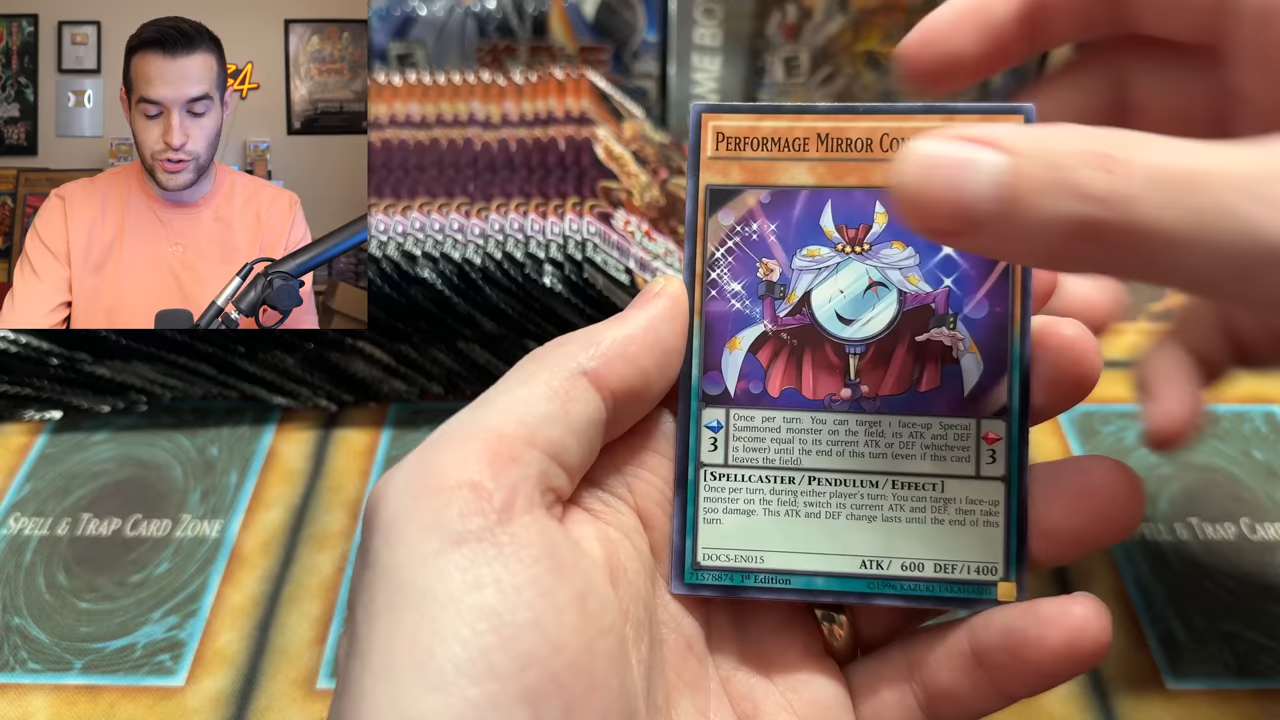 34
GAME BOY
E
E
PERFORMAGE MIRROR CON
3
Once per turn: You can target 1 face-up Special
Summoned monster on the field; its ATK and DEF
become equal to its current ATK or DEF (whichever
is lower) until the end of this turn (even if this card
leaves the field).
3
[SPELLCASTER/PENDULUM/EFFECT]
Once per turn, during either player's turn: You can target 1 face-up
monster on the field; switch its current ATK and DEF, then take
500 damage. This ATK and DEF change lasts until the end of this
turn.
DOCS-EN015
ATK/ 600 DEF/1400
71578874 1st Edition
©1996 KAZUKI TAKAHASHI
SPELL & TRAP CARD ZONE
SPELL & TRAP CAR